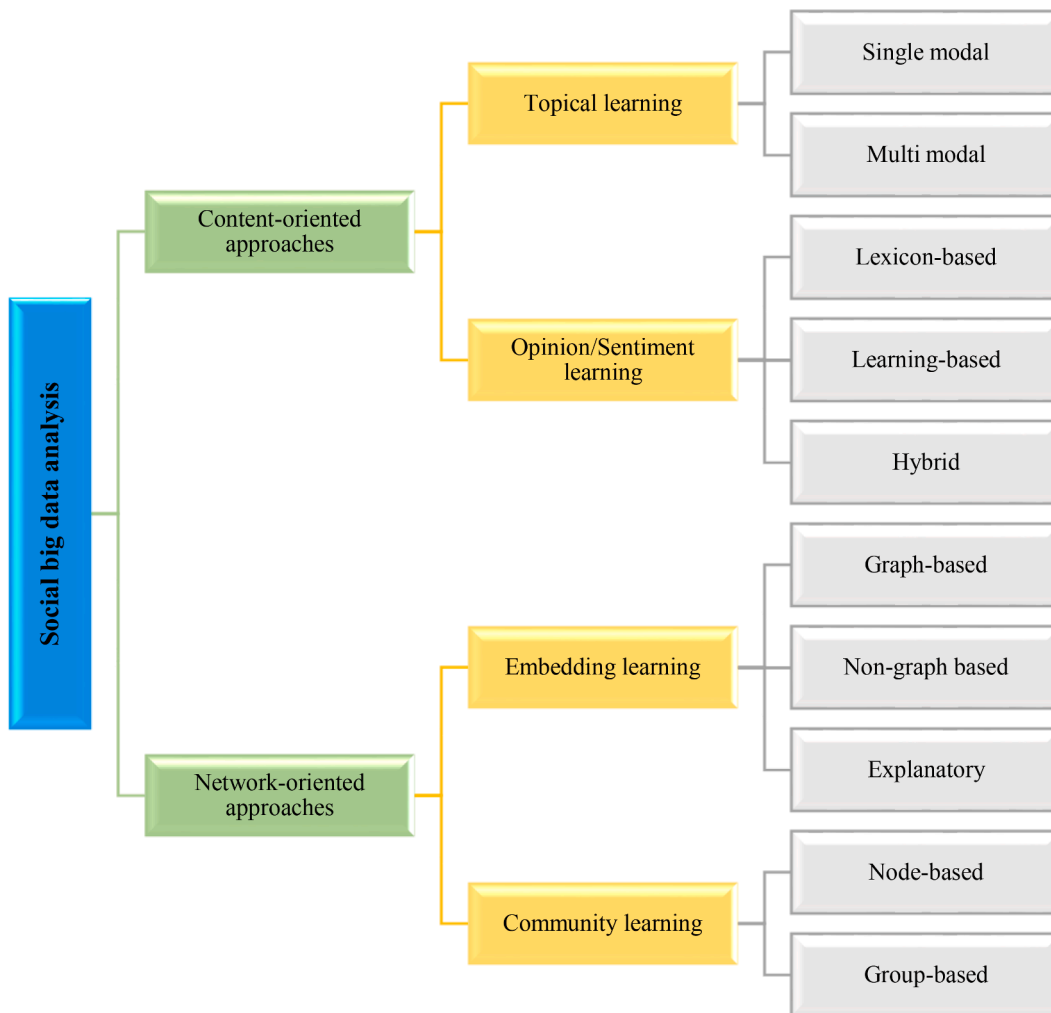 Social big data analysis
Content-oriented
approaches
Network-oriented
approaches
Topical learning
Opinion/Sentiment
learning
Embedding learning
Community learning
Single modal
Multi modal
Lexicon-based
Learning-based
Hybrid
Graph-based
Non-graph based
Explanatory
Node-based
Group-based